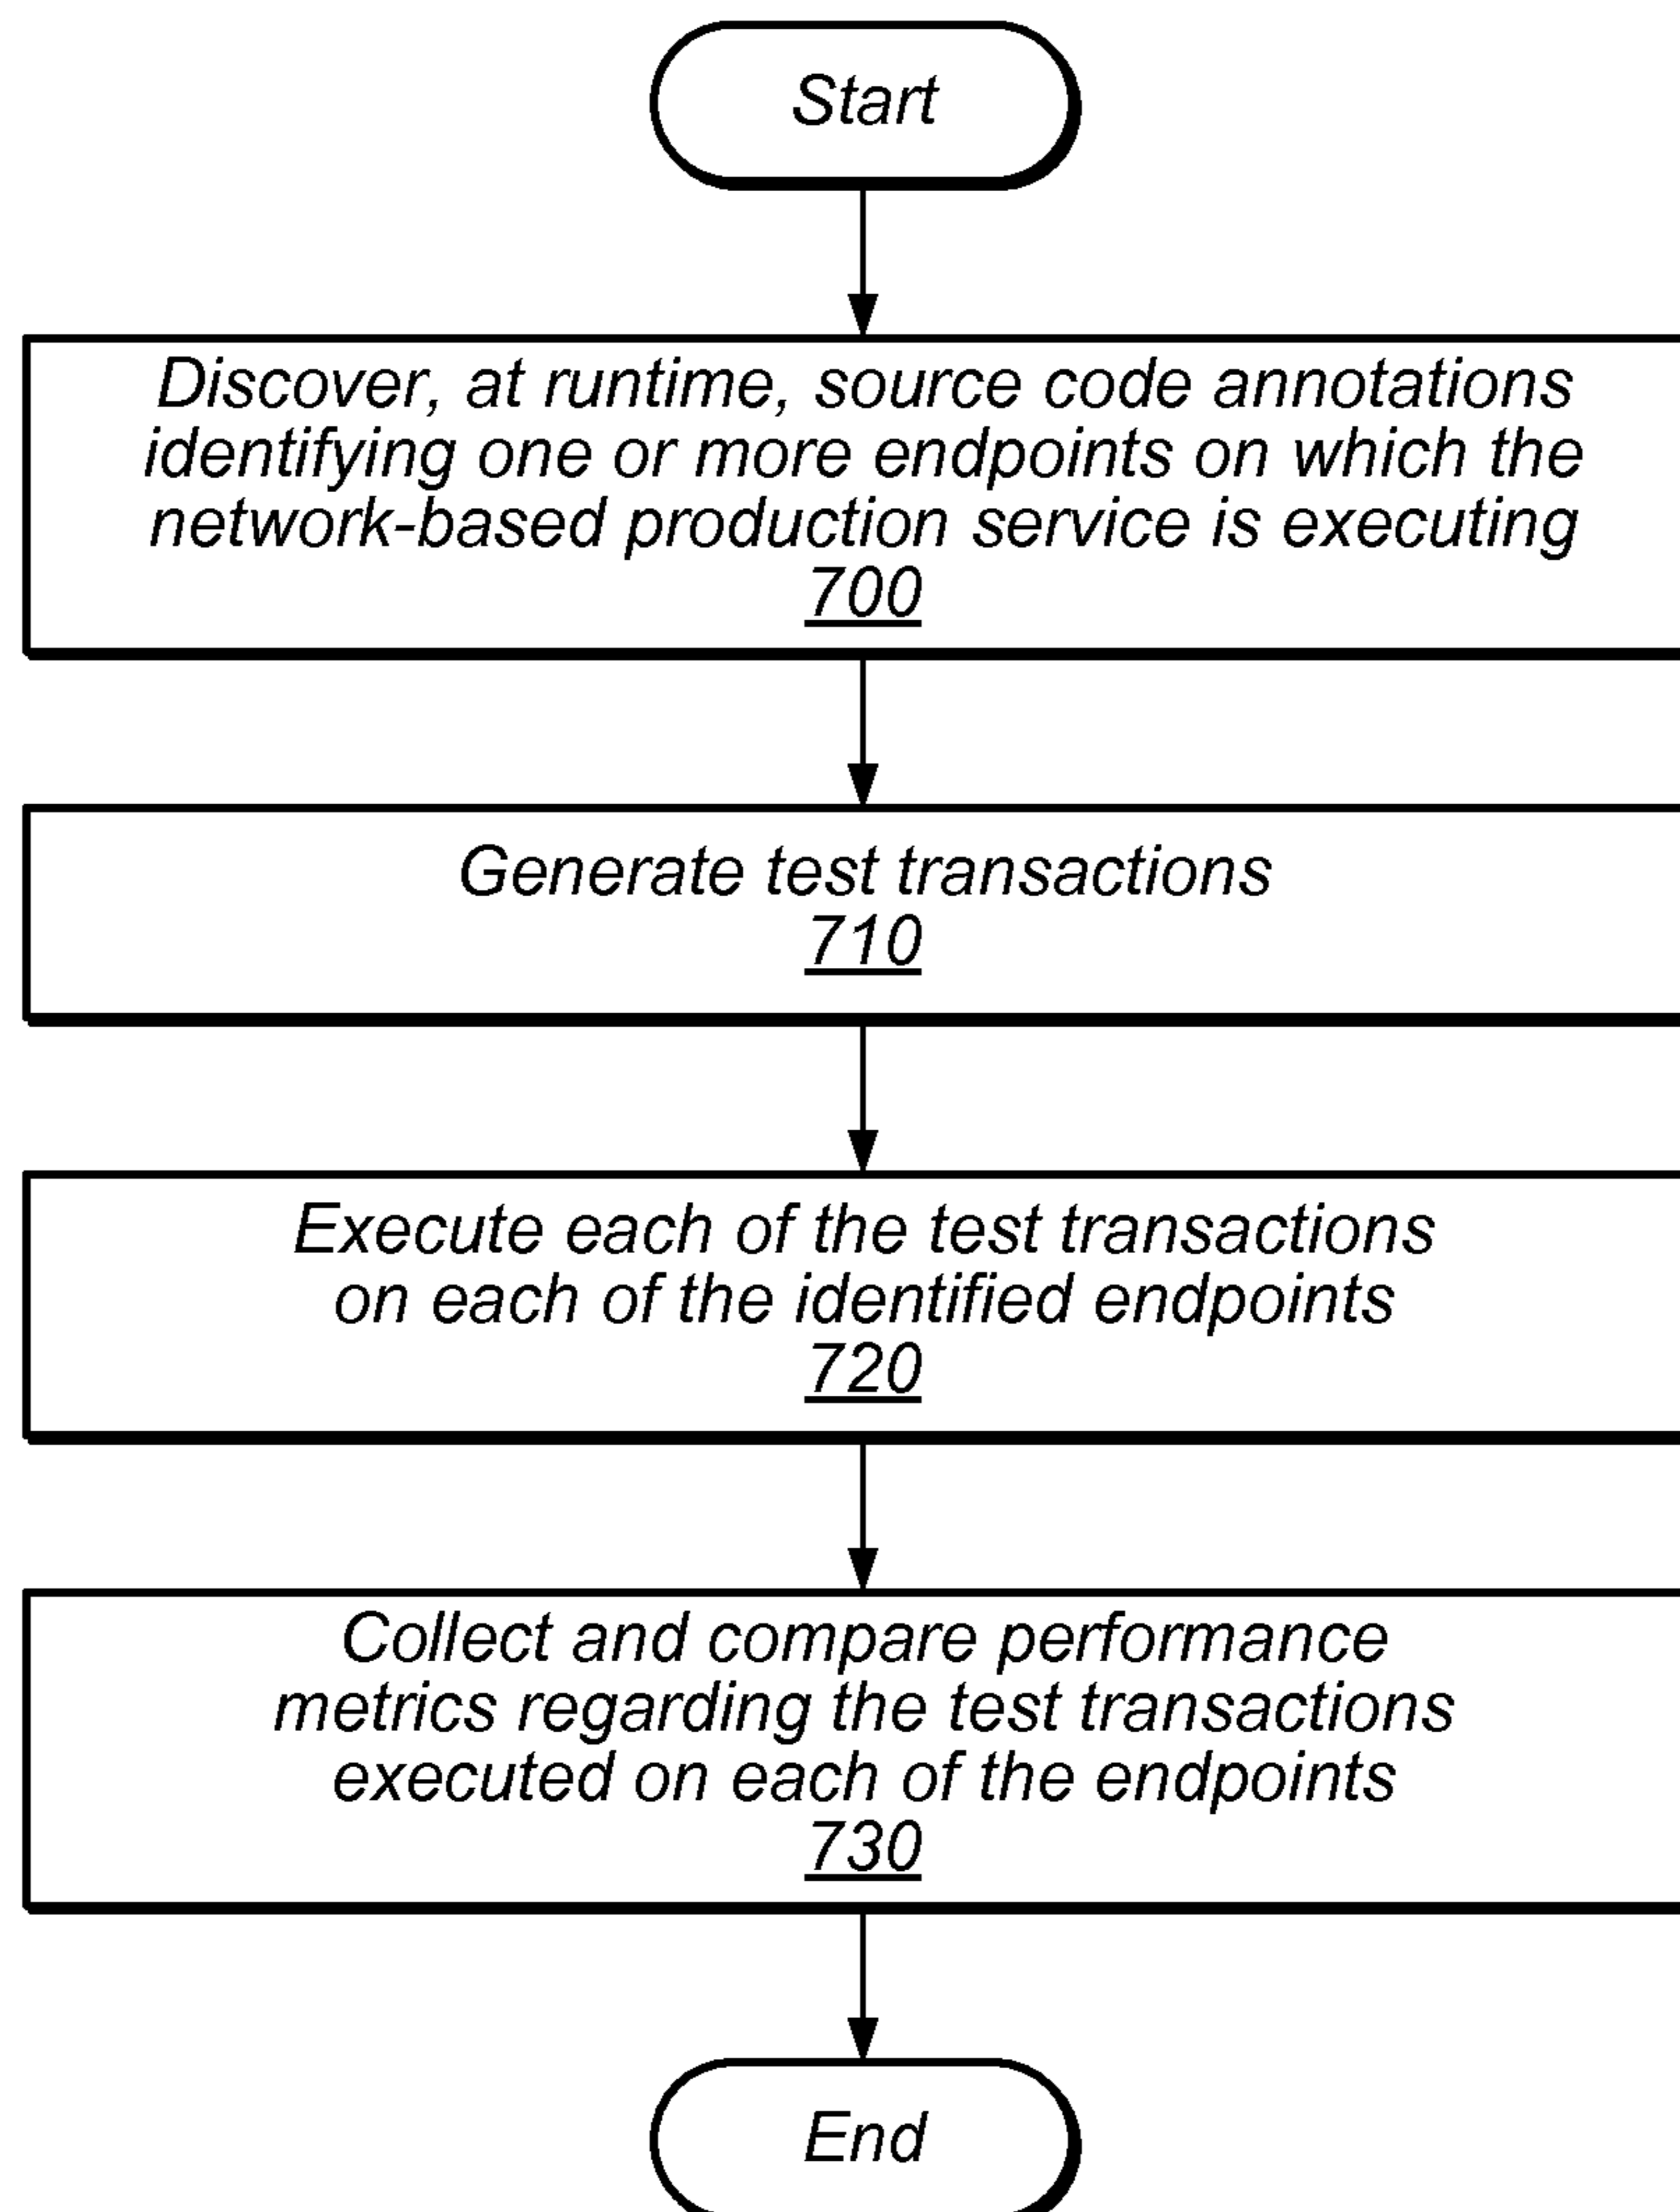 Start
Discover, at runtime, source code annotations
identifying one or more endpoints on which the
network-based production service is executing
700
Generate test transactions
710
Execute each of the test transactions
on each of the identified endpoints
720
Collect and compare performance
metrics regarding the test transactions
executed on each of the endpoints
730
End